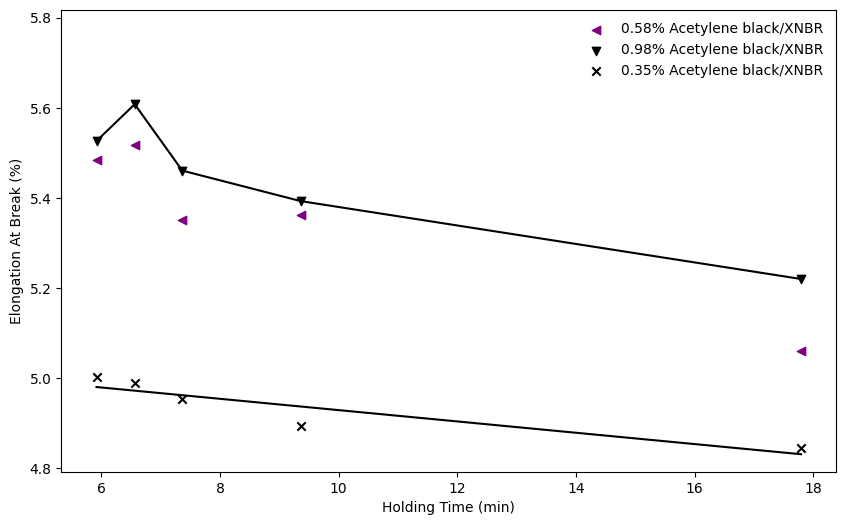 5.8
5.6
5.4
5.2
5.0
4.8
Elongation At Break (%)
0.58% Acetylene black/XNBR
0.98% Acetylene black/XNBR
0.35% Acetylene black/XNBR
6 8 10 12 14 16 18
Holding Time (min)